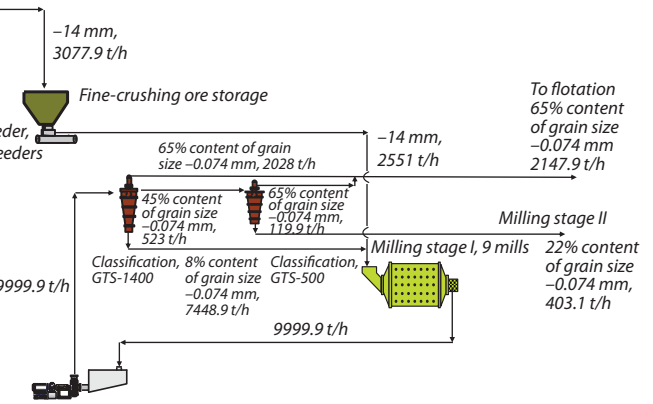 –14 mm,
3077.9 t/h
Fine-crushing ore storage
eder,
eeders
65% content of grain
size –0.074 mm, 2028 t/h
–14 mm,
2551 t/h
To flotation
65% content
of grain size
–0.074 mm
2147.9 t/h
45% content
of grain size
–0.074 mm,
523 t/h
65% content
of grain size
–0.074 mm,
119.9 t/h
Milling stage II
Classification,
GTS-1400
8% content
of grain size
–0.074 mm,
7448.9 t/h
Classification,
GTS-500
Milling stage I, 9 mills
22% content
of grain size
–0.074 mm,
403.1 t/h
9999.9 t/h
9999.9 t/h